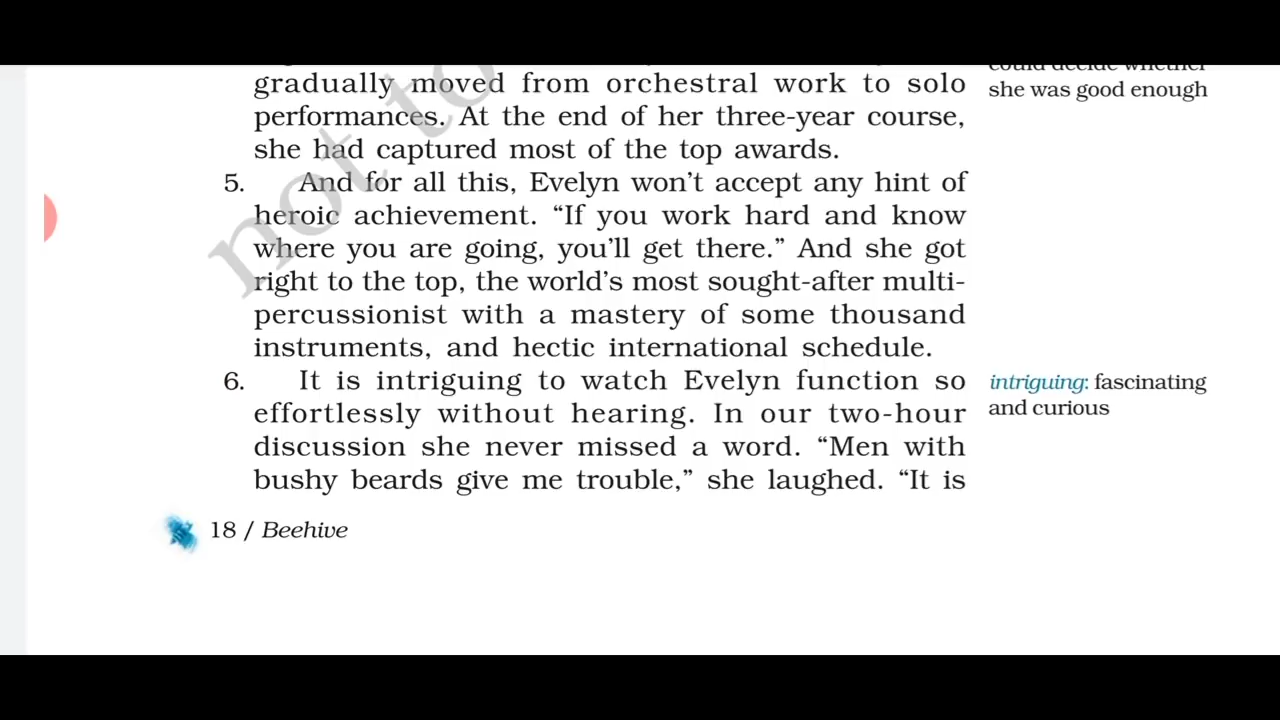 gradually moved from orchestral work to solo
performances. At the end of her three-year course,
she had captured most of the top awards.
5. And for all this, Evelyn won't accept any hint of
heroic achievement. “If you work hard and know
where you are going, you'll get there.” And she got
right to the top, the world's most sought-after multi-
percussionist with a mastery of some thousand
instruments, and hectic international schedule.
6. It is intriguing to watch Evelyn function so
effortlessly without hearing. In our two-hour
discussion she never missed a word. “Men with
bushy beards give me trouble,” she laughed. “It is
could decide whether
she was good enough
intriguing: fascinating
and curious
not to
18 / Beehive